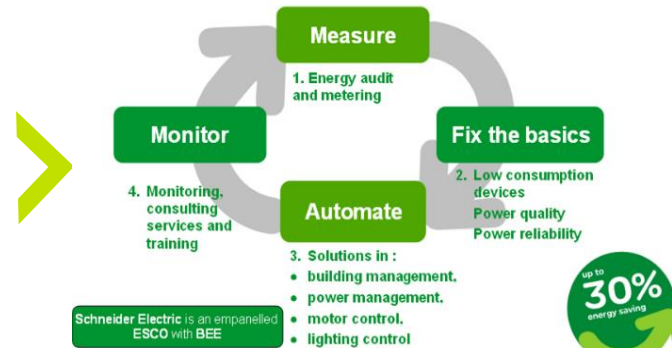 Measure
1. Energy audit
and metering
Monitor
Fix the basics
4. Monitoring,
consulting
services and
training
Automate
2. Low consumption
devices
Power quality
Power reliability
3. Solutions in :
• building management,
• power management,
• motor control,
• lighting control
Schneider Electric is an empanelled
ESCO with BEE
up to
30%
energy saving